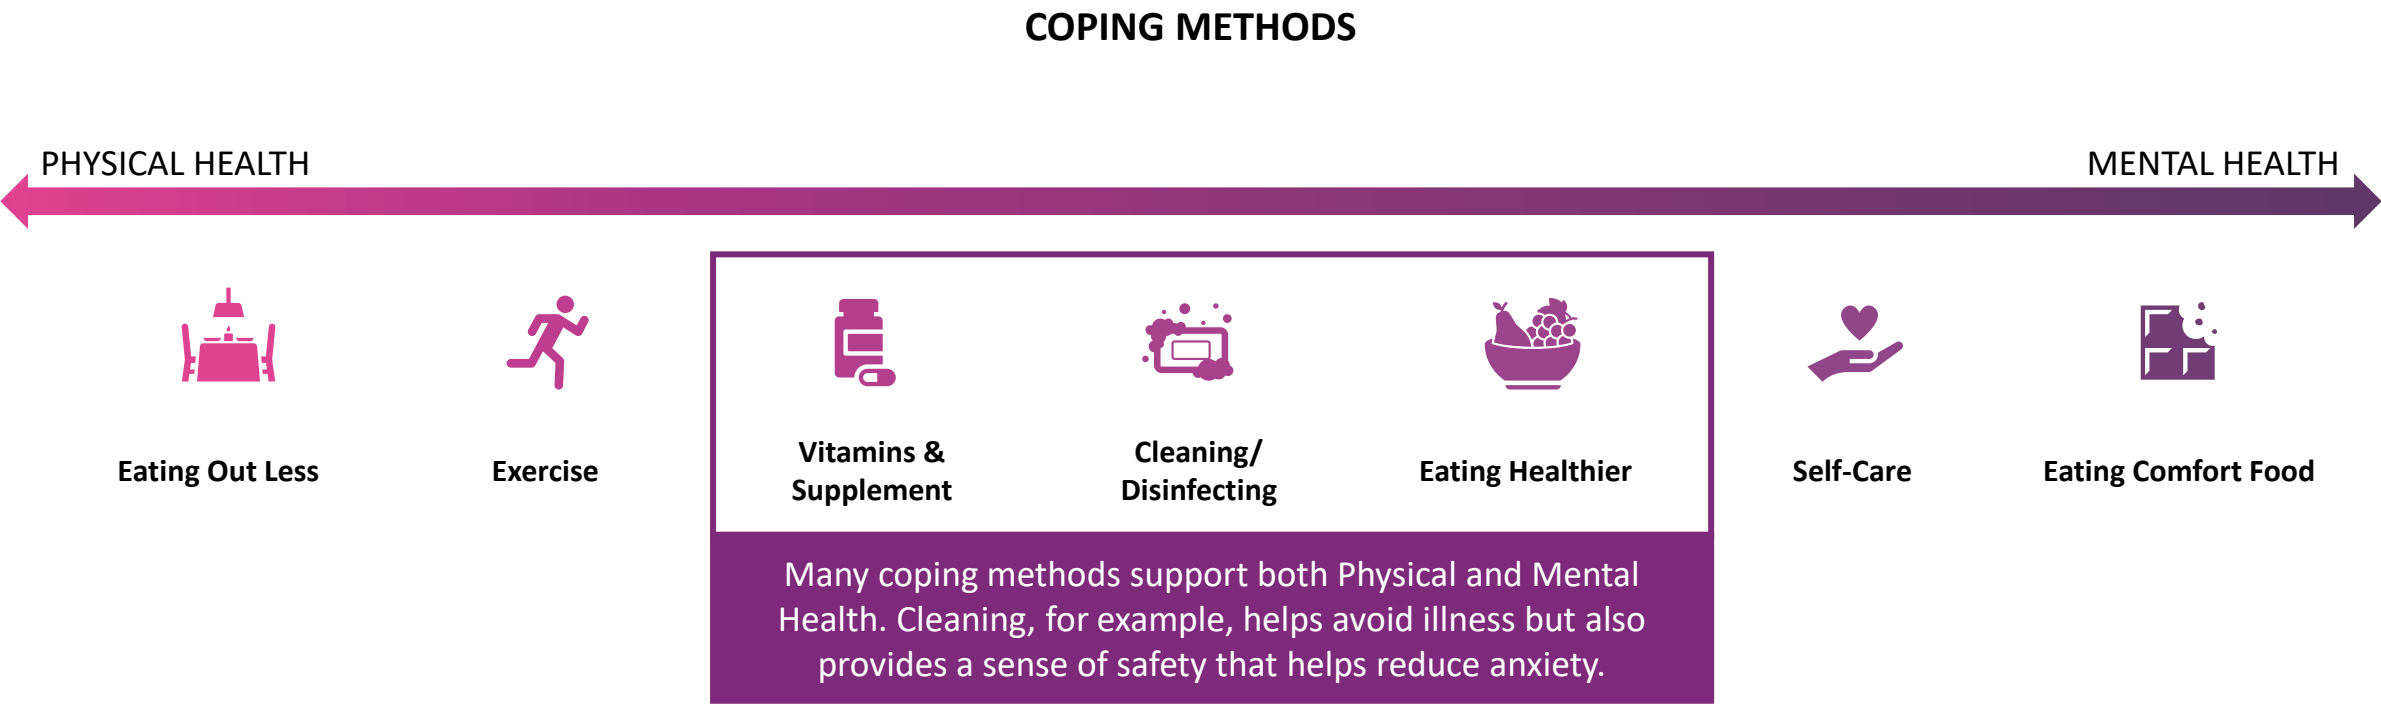 COPING METHODS
PHYSICAL HEALTH
MENTAL HEALTH
Eating Out Less
Exercise
Vitamins &
Supplement
Cleaning/
Disinfecting
Eating Healthier
Self-Care
Eating Comfort Food
Many coping methods support both Physical and Mental
Health. Cleaning, for example, helps avoid illness but also
provides a sense of safety that helps reduce anxiety.